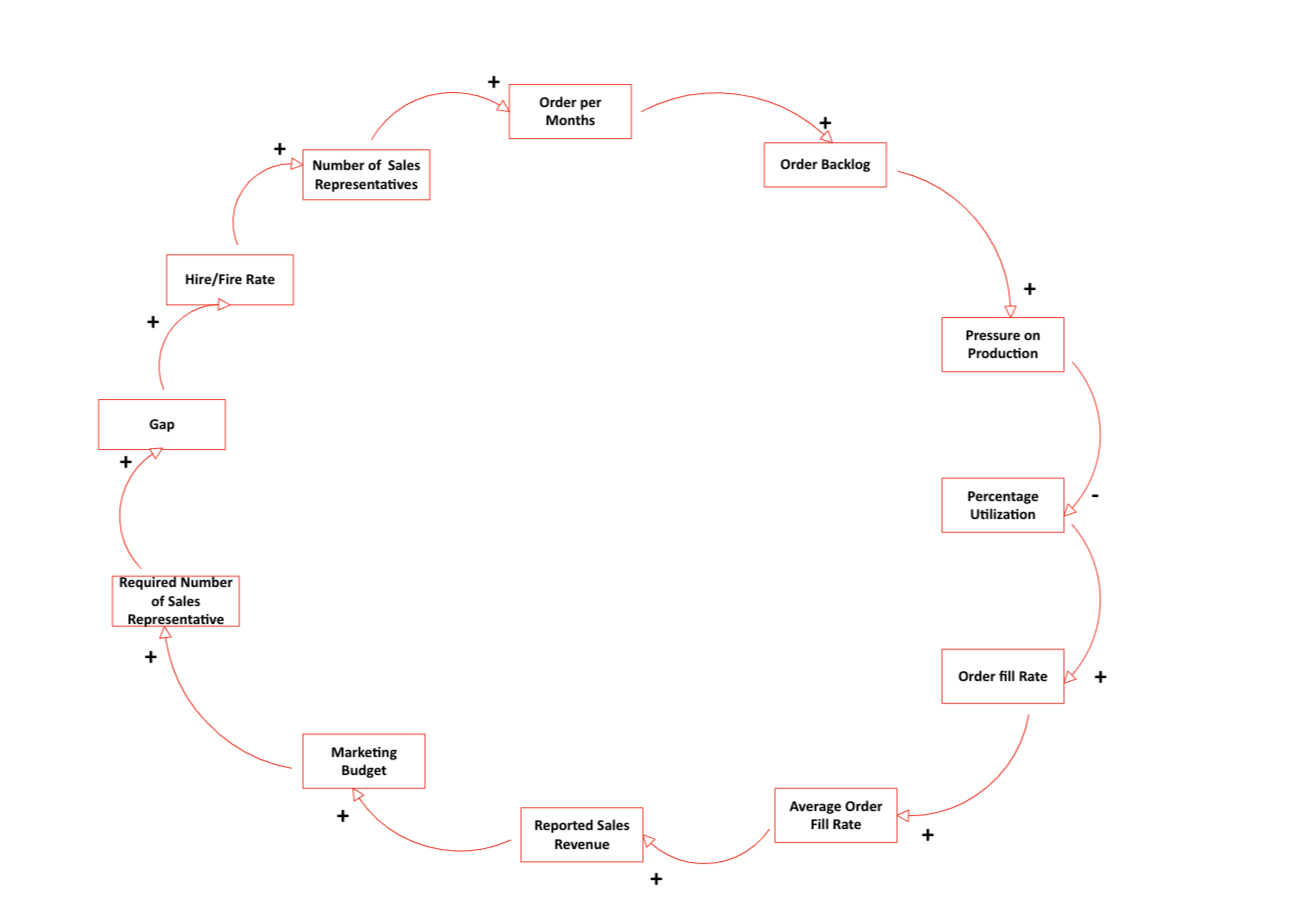 +
Order per
Months
+
Order Backlog
+
Number of Sales
Representatives
+
Hire/Fire Rate
+
Pressure on
Production
+
Gap
+
Percentage
Utilization
-
Required Number
of Sales
Representative
+
Order fill Rate
+
Marketing
Budget
+
Average Order
Fill Rate
+
Reported Sales
Revenue
+